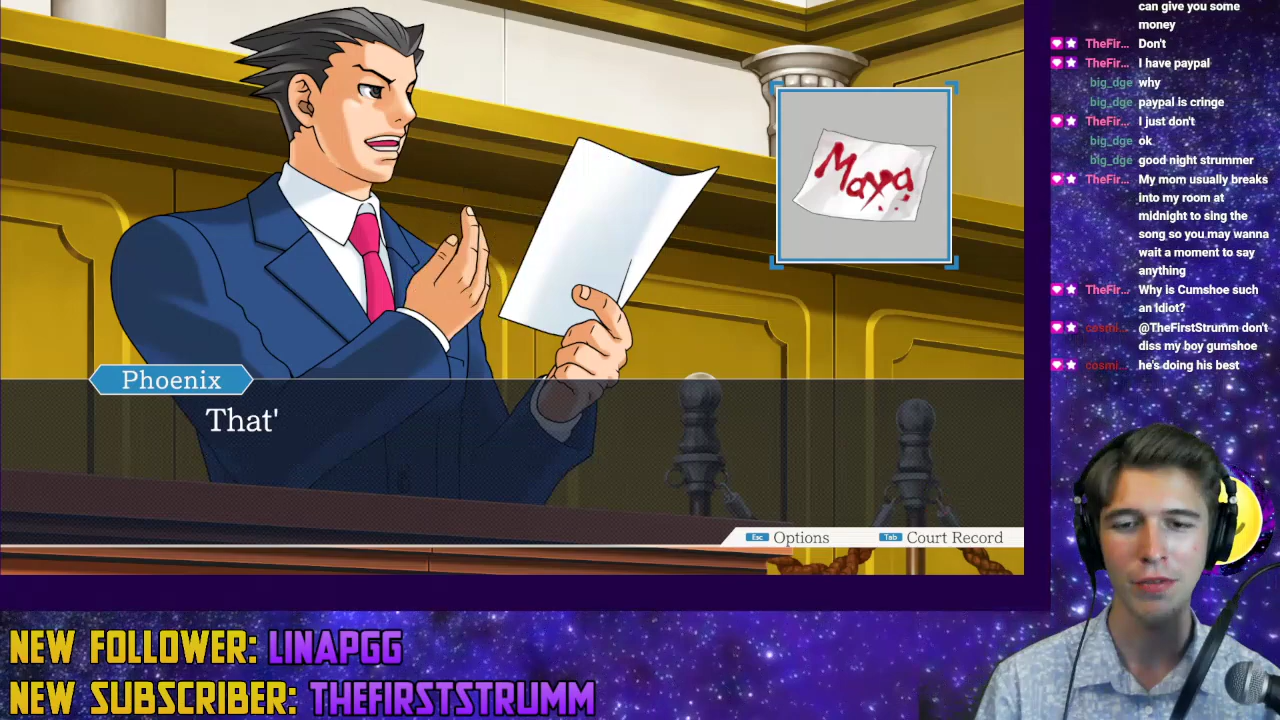 Maya
Phoenix
That'
Esc Options
Tab Court Record
can give you some
money
TheFir... Don't
TheFir... I have paypal
big_dge why
big_dge paypal is cringe
TheFir... I just don't
big_dge ok
big_dge good night strummer
TheFir... My mom usually breaks
into my room at
midnight to sing the
song so you may wanna
wait a moment to say
anything
TheFir... Why is Cumshoe such
an idiot?
cosmi... @TheFirstStrumm don't
diss my boy gumshoe
cosmi... he's doing his best
NEW FOLLOWER: LINAPGG
NEW SUBSCRIBER: THEFIRSTSTRUMM